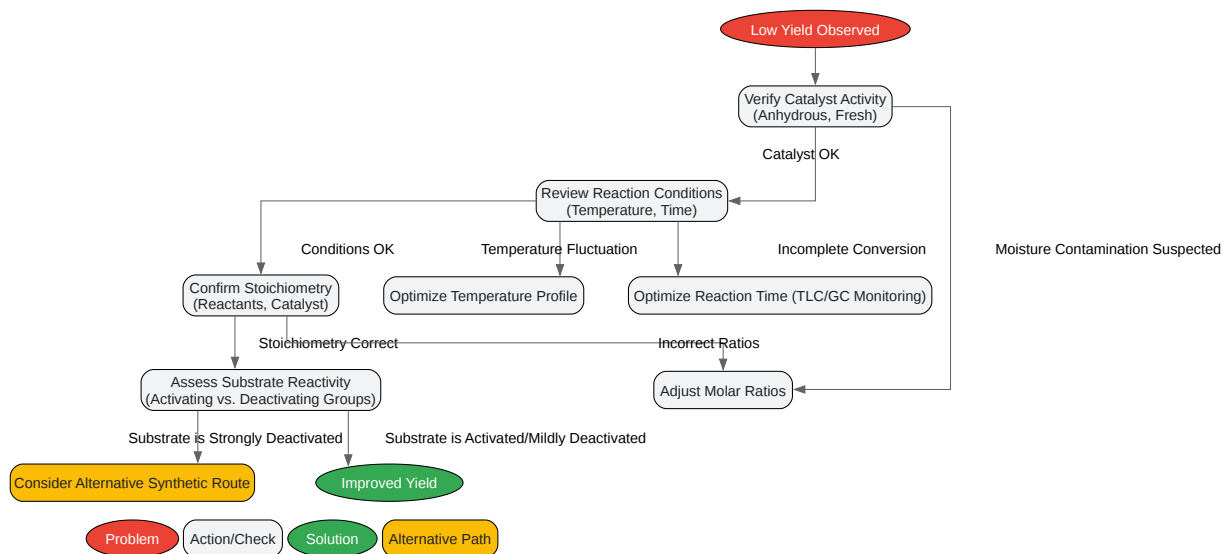 Low Yield Observed
Verify Catalyst Activity
(Anhydrous, Fresh)
Catalyst OK
Review Reaction Conditions
(Temperature, Time)
Conditions OK
Temperature Fluctuation
Incomplete Conversion
Moisture Contamination Suspected
Confirm Stoichiometry
(Reactants, Catalyst)
Optimize Temperature Profile
Optimize Reaction Time (TLC/GC Monitoring)
Stoichiometry Correct
Incorrect Ratios
Assess Substrate Reactivity
(Activating vs. Deactivating Groups)
Adjust Molar Ratios
Substrate is Strongly Deactivated
Substrate is Activated/Mildly Deactivated
Consider Alternative Synthetic Route
Improved Yield
Problem
Action/Check
Solution
Alternative Path